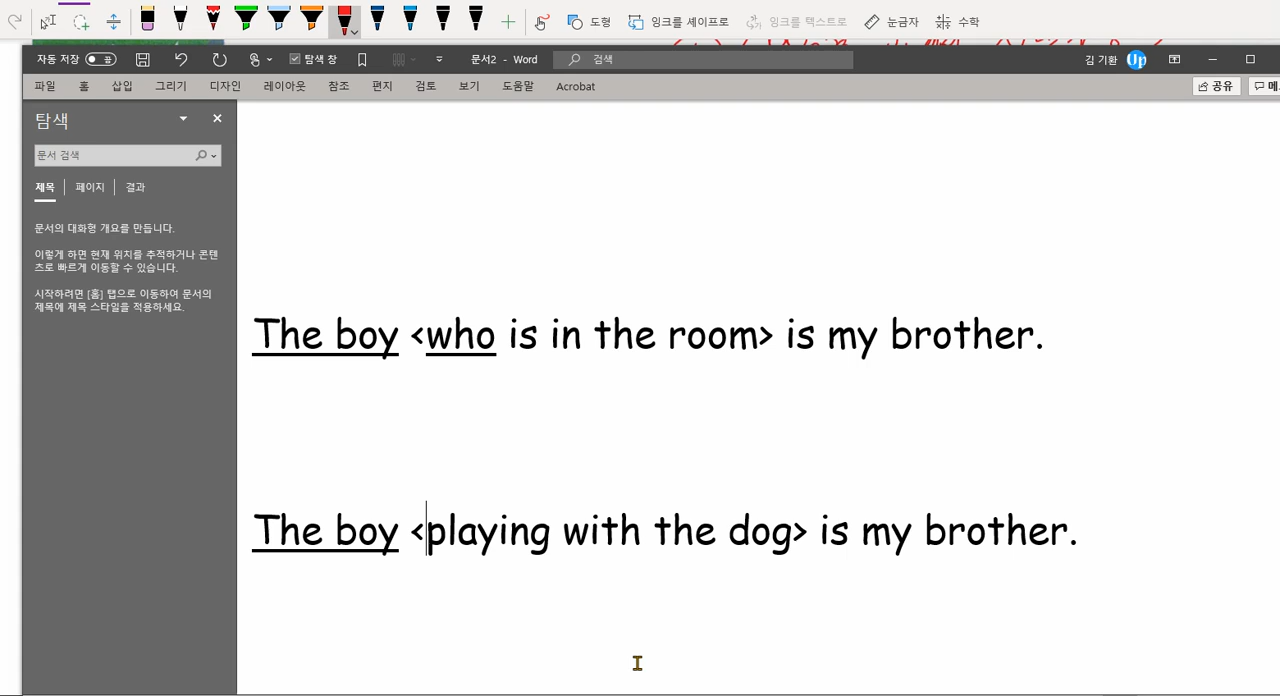 도형 잉크를 셰이프로 잉크를 텍스트로 눈금자 수학
자동 저장 끔 탐색 창 문서2 - Word 검색 김 기환 Up
파일 홈 삽입 그리기 디자인 레이아웃 참조 편지 검토 보기 도움말 Acrobat 공유
탐색
문서 검색
제목 페이지 결과
문서의 대화형 개요를 만듭니다.
이렇게 하면 현재 위치를 추적하거나 콘텐
츠로 빠르게 이동할 수 있습니다.
시작하려면 [홈] 탭으로 이동하여 문서의
제목에 제목 스타일을 적용하세요.
The boy <who is in the room> is my brother.
The boy <playing with the dog> is my brother.